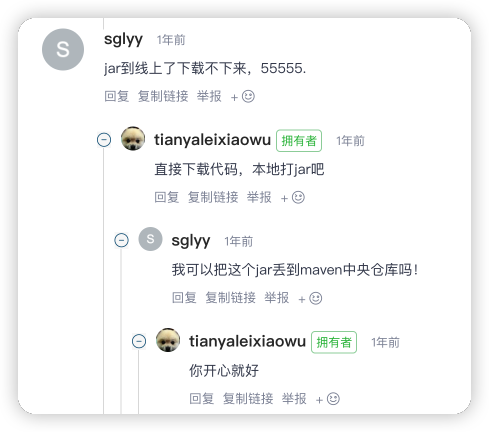 S sglyy 1年前
jar到线上了下载不下来，55555.
回复 复制链接 举报 +
tianyaleixiaowu 拥有者 1年前
直接下载代码，本地打jar吧
回复 复制链接 举报 +
S sglyy 1年前
我可以把这个jar丢到maven中央仓库吗！
回复 复制链接 举报 +
tianyaleixiaowu 拥有者 1年前
你开心就好
回复 复制链接 举报 +